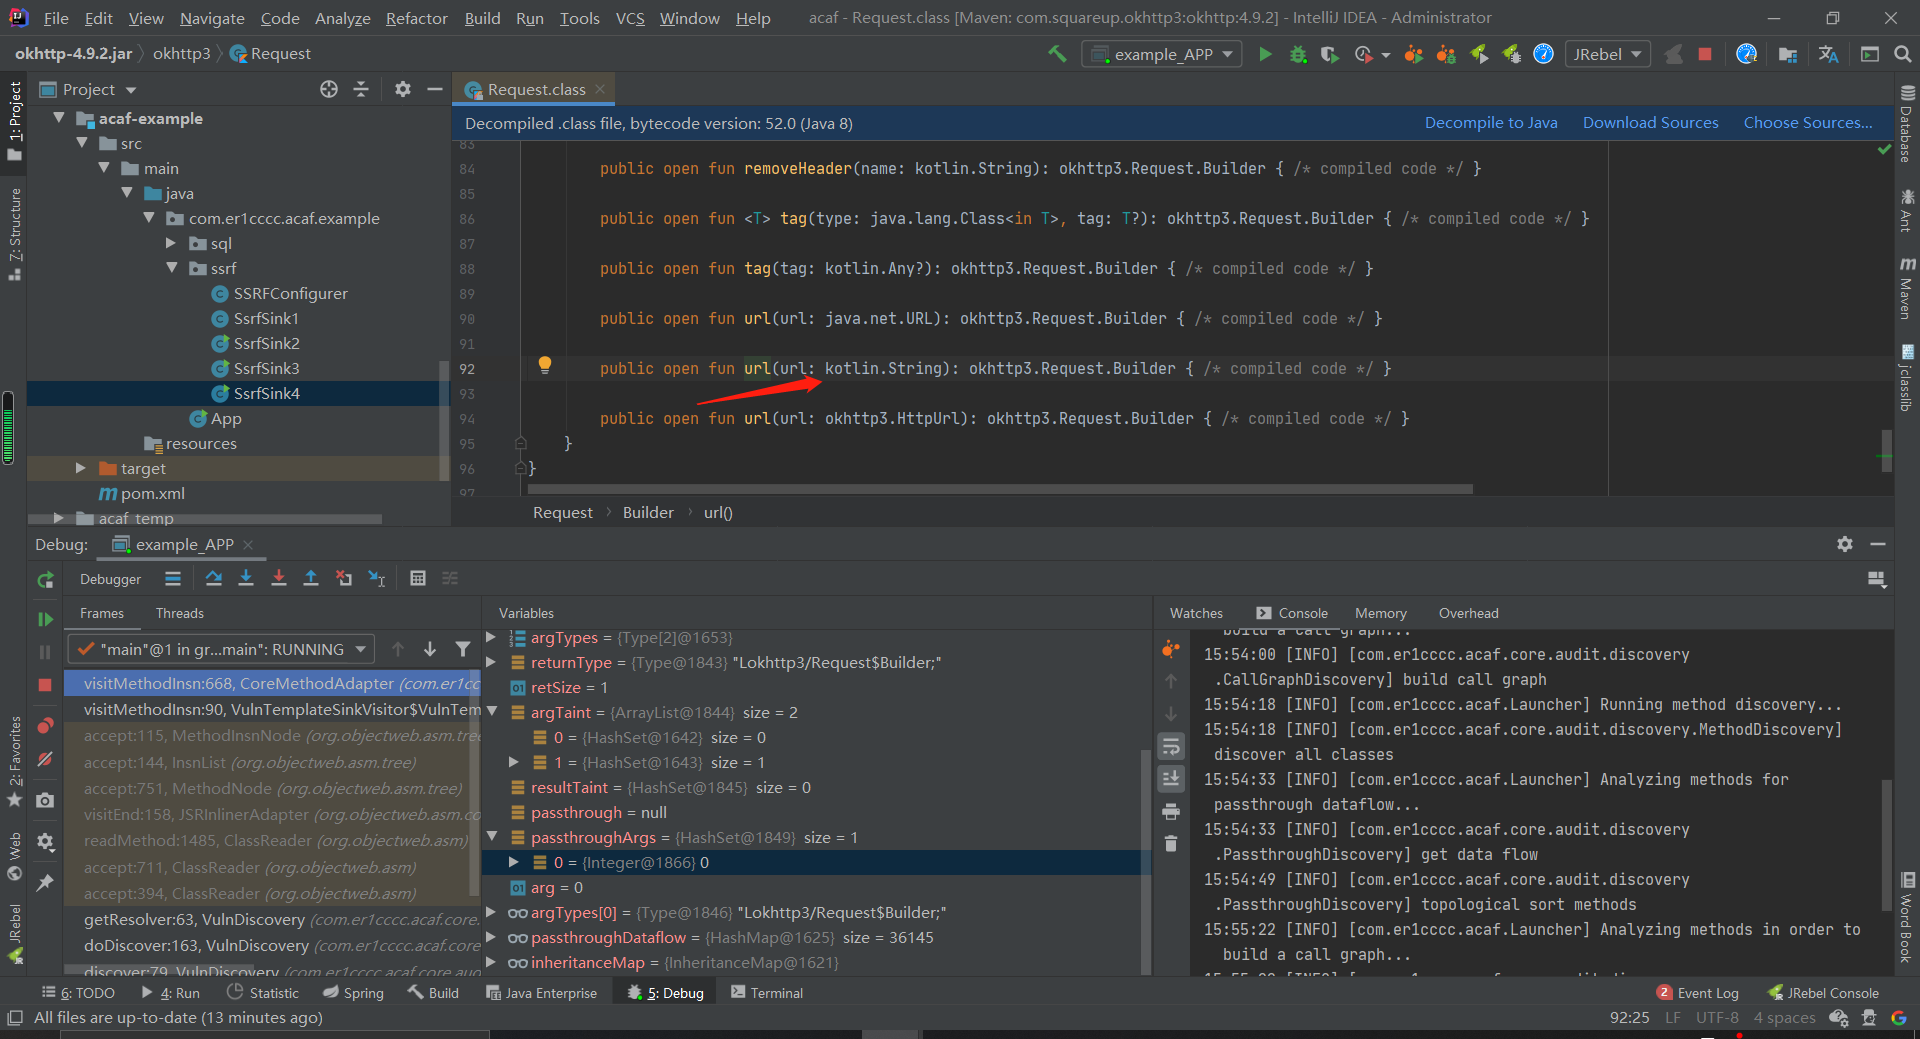 File Edit View Navigate Code Analyze Refactor Build Run Tools VCS Window Help acaf - Request.class [Maven: com.squareup.okhttp3:okhttp:4.9.2] - IntelliJ IDEA - Administrator
okhttp-4.9.2.jar okhttp3 Request example_APP JRebel
1: Project
7: Structure
2: Favorites
Web
JRebel
Project
acaf-example
src
main
java
com.er1cccc.acaf.example
sql
ssrf
SSRFConfigurer
SsrfSink1
SsrfSink2
SsrfSink3
SsrfSink4
App
resources
target
pom.xml
acaf temp
Request.class
Decompiled .class file, bytecode version: 52.0 (Java 8) Decompile to Java Download Sources Choose Sources...
83
84 public open fun removeHeader(name: kotlin.String): okhttp3.Request.Builder { /* compiled code */ }
85
86 public open fun <T> tag(type: java.lang.Class<in T>, tag: T?): okhttp3.Request.Builder { /* compiled code */ }
87
88 public open fun tag(tag: kotlin.Any?): okhttp3.Request.Builder { /* compiled code */ }
89
90 public open fun url(url: java.net.URL): okhttp3.Request.Builder { /* compiled code */ }
91
92 public open fun url(url: kotlin.String): okhttp3.Request.Builder { /* compiled code */ }
93
94 public open fun url(url: okhttp3.HttpUrl): okhttp3.Request.Builder { /* compiled code */ }
95 }
96 }
97
Request Builder url()
Database
Ant
Maven
jclasslib
Word Book
Debug: example_APP
Debugger
Frames Threads
"main"@1 in gr...main": RUNNING
visitMethodInsn:668, CoreMethodAdapter (com.er1cc
visitMethodInsn:90, VulnTemplateSinkVisitor$VulnTem
accept:115, MethodInsnNode (org.objectweb.asm.tree
accept:144, InsnList (org.objectweb.asm.tree)
accept:751, MethodNode (org.objectweb.asm.tree)
visitEnd:158, JSRInlinerAdapter (org.objectweb.asm.co
readMethod:1485, ClassReader (org.objectweb.asm)
accept:711, ClassReader (org.objectweb.asm)
accept:394, ClassReader (org.objectweb.asm)
getResolver:63, VulnDiscovery (com.er1cccc.acaf.core.
doDiscover:163, VulnDiscovery (com.er1cccc.acaf.core
discover:79, VulnDiscovery (com.er1cccc.acaf.core.au
Variables
argTypes = {Type[2]@1653}
returnType = {Type@1843} "Lokhttp3/Request$Builder;"
retSize = 1
argTaint = {ArrayList@1844} size = 2
0 = {HashSet@1642} size = 0
1 = {HashSet@1643} size = 1
resultTaint = {HashSet@1845} size = 0
passthrough = null
passthroughArgs = {HashSet@1849} size = 1
0 = {Integer@1866} 0
arg = 0
argTypes[0] = {Type@1846} "Lokhttp3/Request$Builder;"
passthroughDataflow = {HashMap@1625} size = 36145
inheritanceMap = {InheritanceMap@1621}
Watches Console Memory Overhead
build a call graph...
15:54:00 [INFO] [com.er1cccc.acaf.core.audit.discovery
.CallGraphDiscovery] build call graph
15:54:18 [INFO] [com.er1cccc.acaf.Launcher] Running method discovery...
15:54:18 [INFO] [com.er1cccc.acaf.core.audit.discovery.MethodDiscovery]
discover all classes
15:54:33 [INFO] [com.er1cccc.acaf.Launcher] Analyzing methods for
passthrough dataflow...
15:54:33 [INFO] [com.er1cccc.acaf.core.audit.discovery
.PassthroughDiscovery] get data flow
15:54:49 [INFO] [com.er1cccc.acaf.core.audit.discovery
.PassthroughDiscovery] topological sort methods
15:55:22 [INFO] [com.er1cccc.acaf.Launcher] Analyzing methods in order to
build a call graph...
6: TODO 4: Run Statistic Spring Build Java Enterprise 5: Debug Terminal 2 Event Log JRebel Console
All files are up-to-date (13 minutes ago) 92:25 LF UTF-8 4 spaces